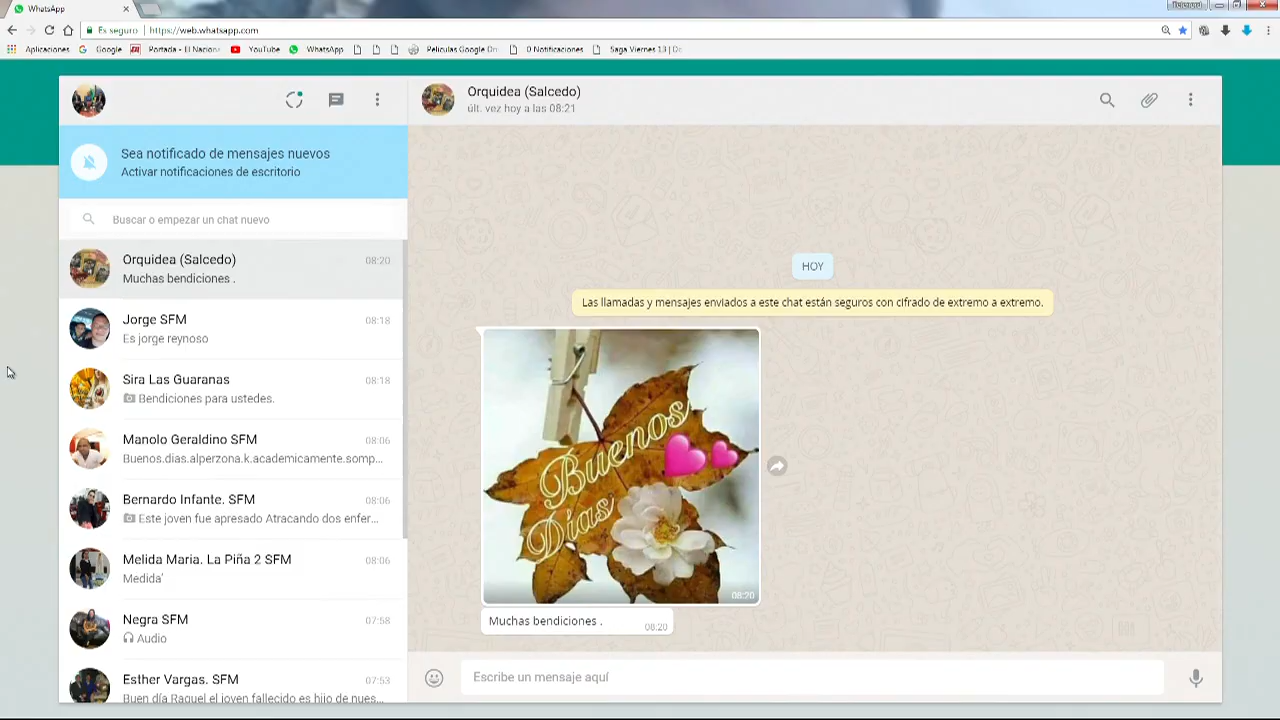 WhatsApp
Es seguro | https://web.whatsapp.com
Aplicaciones Google Portada - El Nacion YouTube WhatsApp Peliculas Google Dri 0 Notificaciones Saga Viernes 13 | De
Orquidea (Salcedo)
últ. vez hoy a las 08:21
Sea notificado de mensajes nuevos
Activar notificaciones de escritorio
Buscar o empezar un chat nuevo
Orquidea (Salcedo) 08:20
Muchas bendiciones .
Jorge SFM 08:18
Es jorge reynoso
Sira Las Guaranas 08:18
Bendiciones para ustedes.
Manolo Geraldino SFM 08:06
Buenos.dias.alperzona.k.academicamente.somp...
Bernardo Infante. SFM 08:06
Este joven fue apresado Atracando dos enfer...
Melida Maria. La Piña 2 SFM 08:06
Medida'
Negra SFM 07:58
Audio
Esther Vargas. SFM 07:53
Buen día Raquel el joven fallecido es hijo de nues...
HOY
Las llamadas y mensajes enviados a este chat están seguros con cifrado de extremo a extremo.
Buenos
Días
08:20
Muchas bendiciones .
08:20
Escribe un mensaje aquí